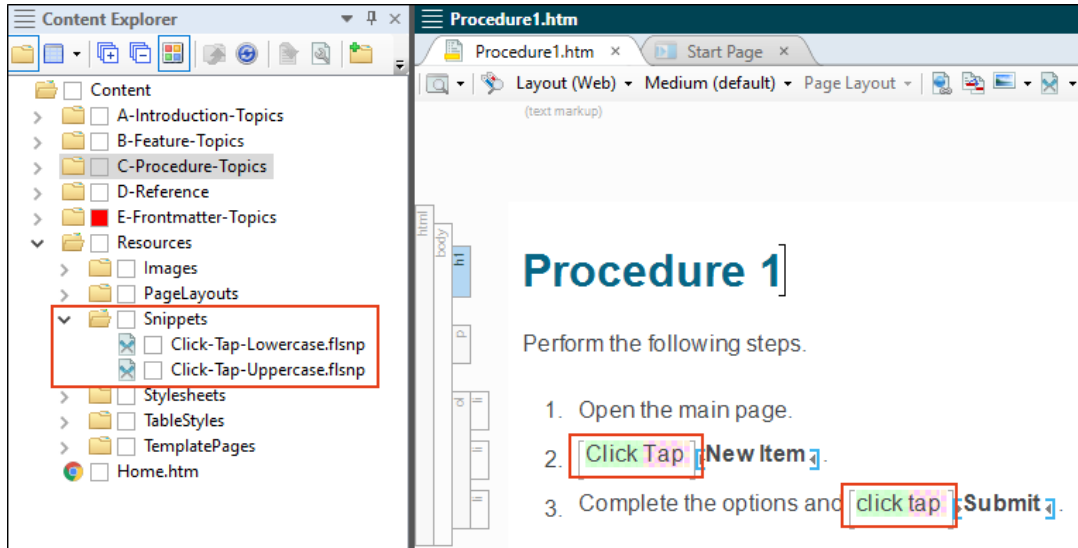 Content Explorer
Content
A-Introduction-Topics
B-Feature-Topics
C-Procedure-Topics
D-Reference
E-Frontmatter-Topics
Resources
Images
PageLayouts
Snippets
Click-Tap-Lowercase.flsnp
Click-Tap-Uppercase.flsnp
Stylesheets
TableStyles
TemplatePages
Home.htm
Procedure1.htm
Procedure1.htm × Start Page ×
Layout (Web) Medium (default) Page Layout
(text markup)
html
body
h1
Procedure 1
p
Perform the following steps.
1. Open the main page.
2. Click Tap New Item.
3. Complete the options and click tap Submit.